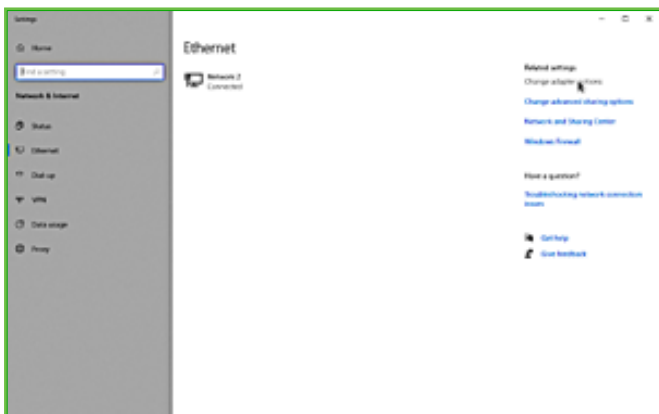 Settings
Home
Find a setting
Network & Internet
Status
Ethernet
Dial-up
VPN
Data usage
Proxy
Ethernet
Network 2
Connected
Related settings
Change adapter options
Change advanced sharing options
Network and Sharing Center
Windows Firewall
Have a question?
Troubleshooting network connection
issues
Get help
Give feedback